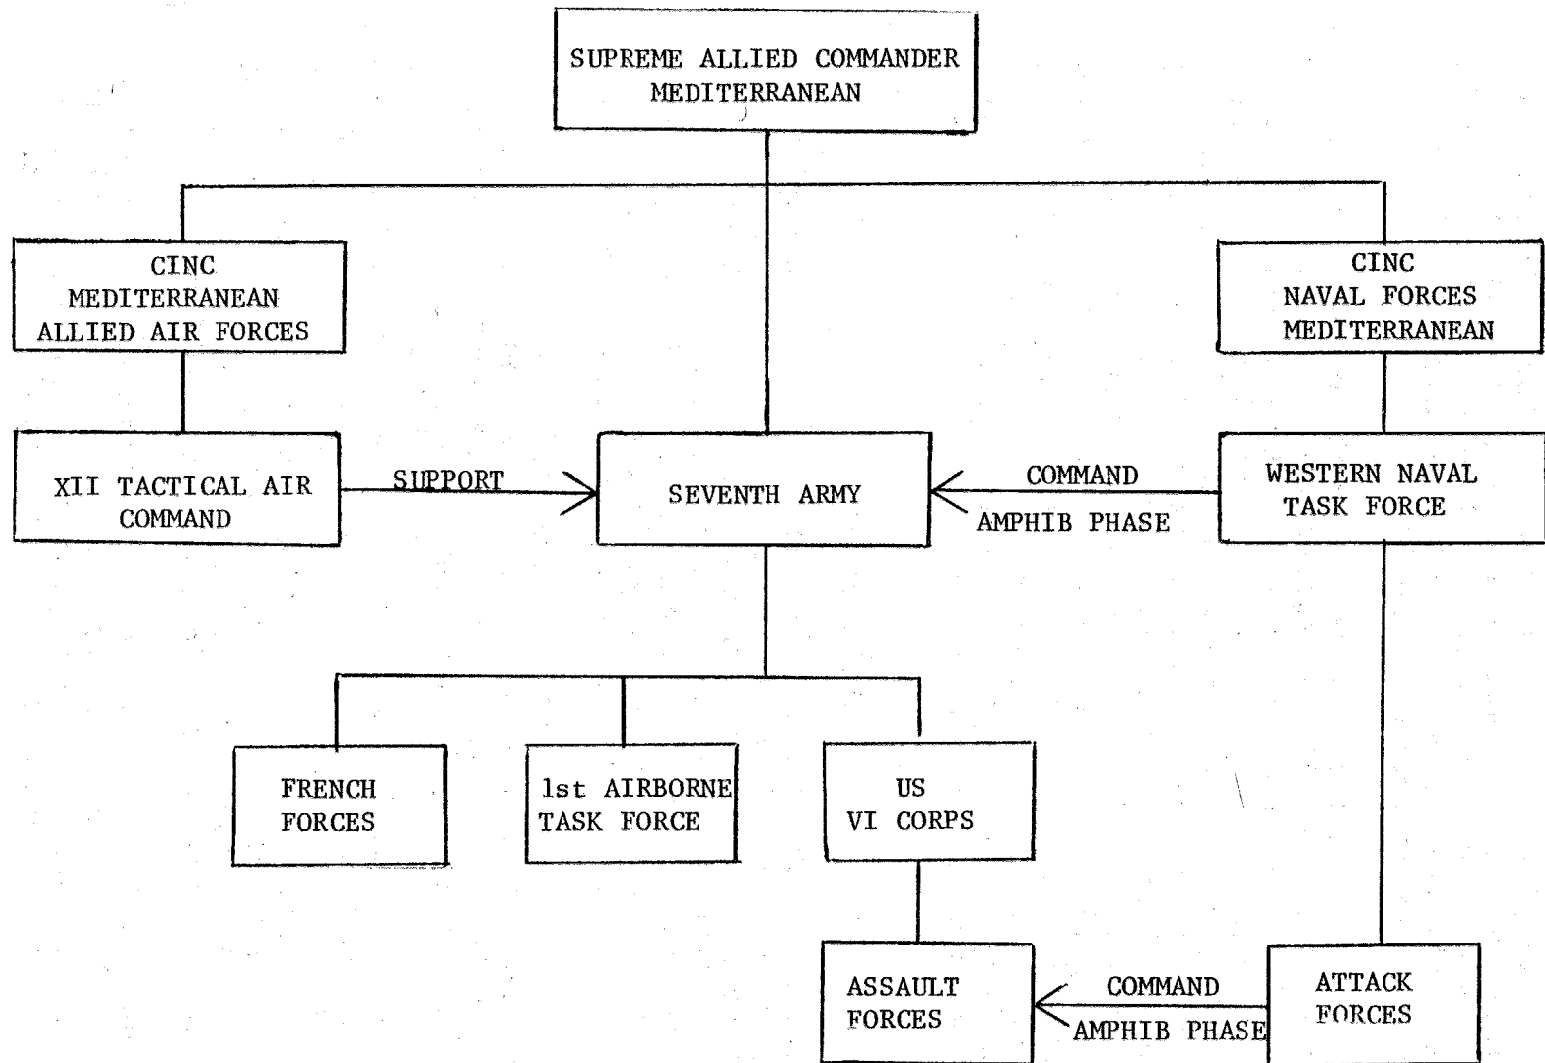 SUPREME ALLIED COMMANDER
MEDITERRANEAN
CINC
MEDITERRANEAN
ALLIED AIR FORCES
CINC
NAVAL FORCES
MEDITERRANEAN
XII TACTICAL AIR
COMMAND
SUPPORT
SEVENTH ARMY
COMMAND
AMPHIB PHASE
WESTERN NAVAL
TASK FORCE
FRENCH
FORCES
1st AIRBORNE
TASK FORCE
US
VI CORPS
ASSAULT
FORCES
COMMAND
AMPHIB PHASE
ATTACK
FORCES